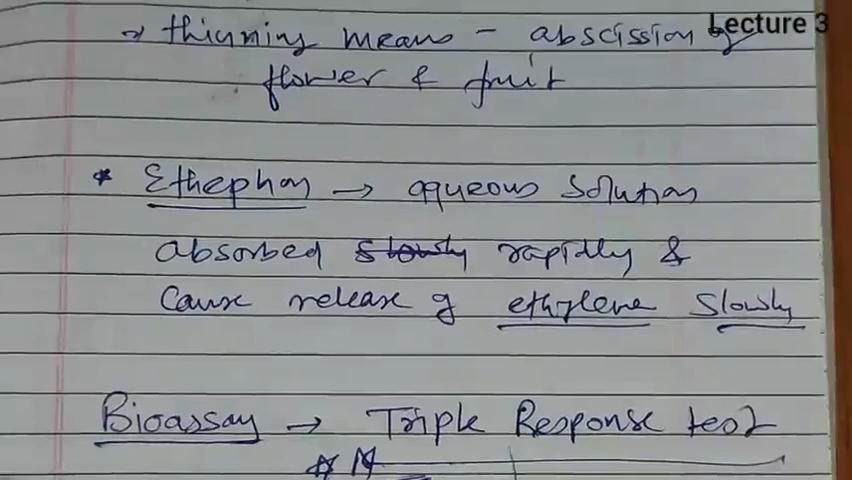 Lecture 3
→ thinning means - abscission of
flower & fruit
* Ethephon → aqueous solution
absorbed slowly rapidly &
Cause release of ethylene slowly
Bioassay → Triple Response test